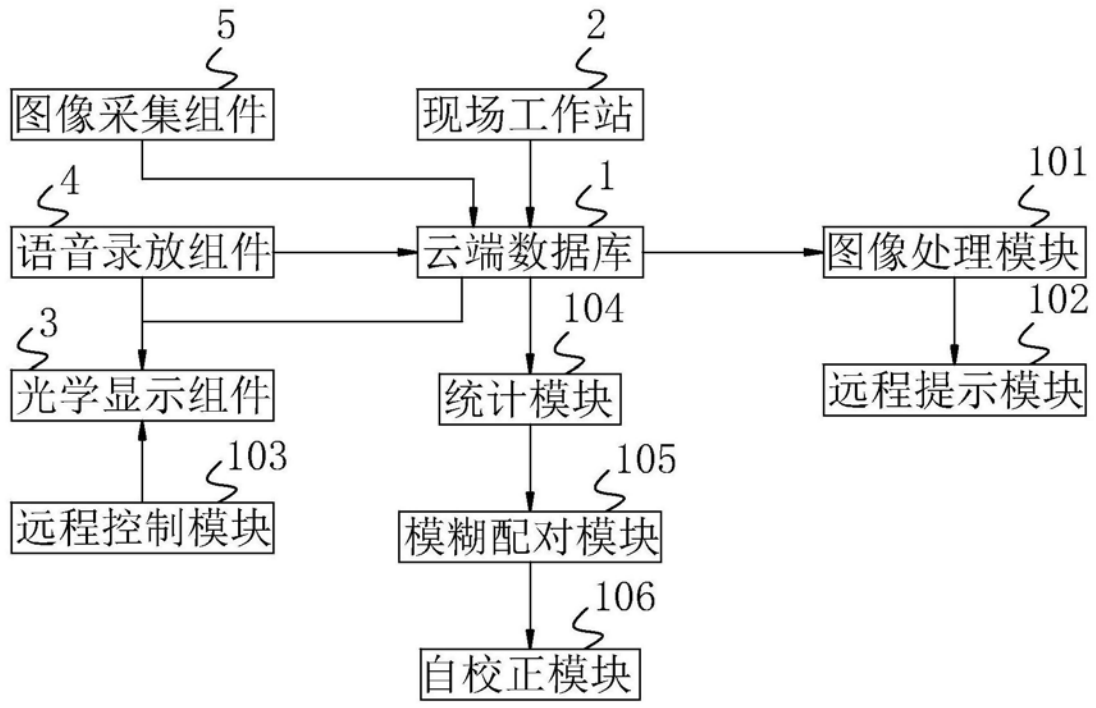 5
2
图像采集组件
现场工作站
4
1
101
语音录放组件
云端数据库
图像处理模块
3
104
102
光学显示组件
统计模块
远程提示模块
103
105
远程控制模块
模糊配对模块
106
自校正模块